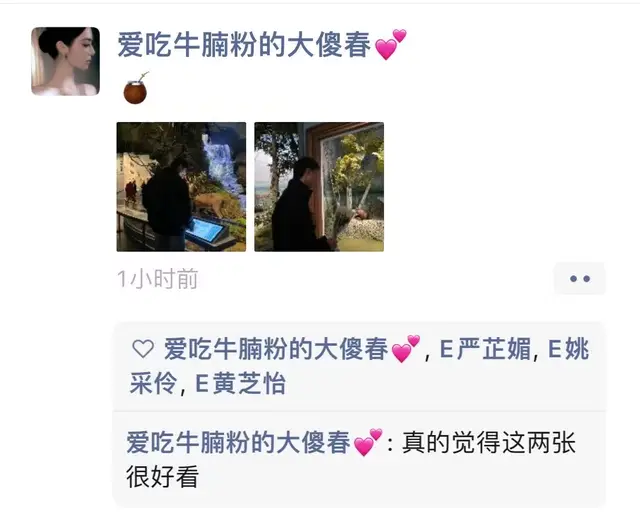 爱吃牛腩粉的大傻春💕
🧉
1小时前
爱吃牛腩粉的大傻春💕, E严芷媚, E姚
采伶, E黄芝怡
爱吃牛腩粉的大傻春💕: 真的觉得这两张
很好看